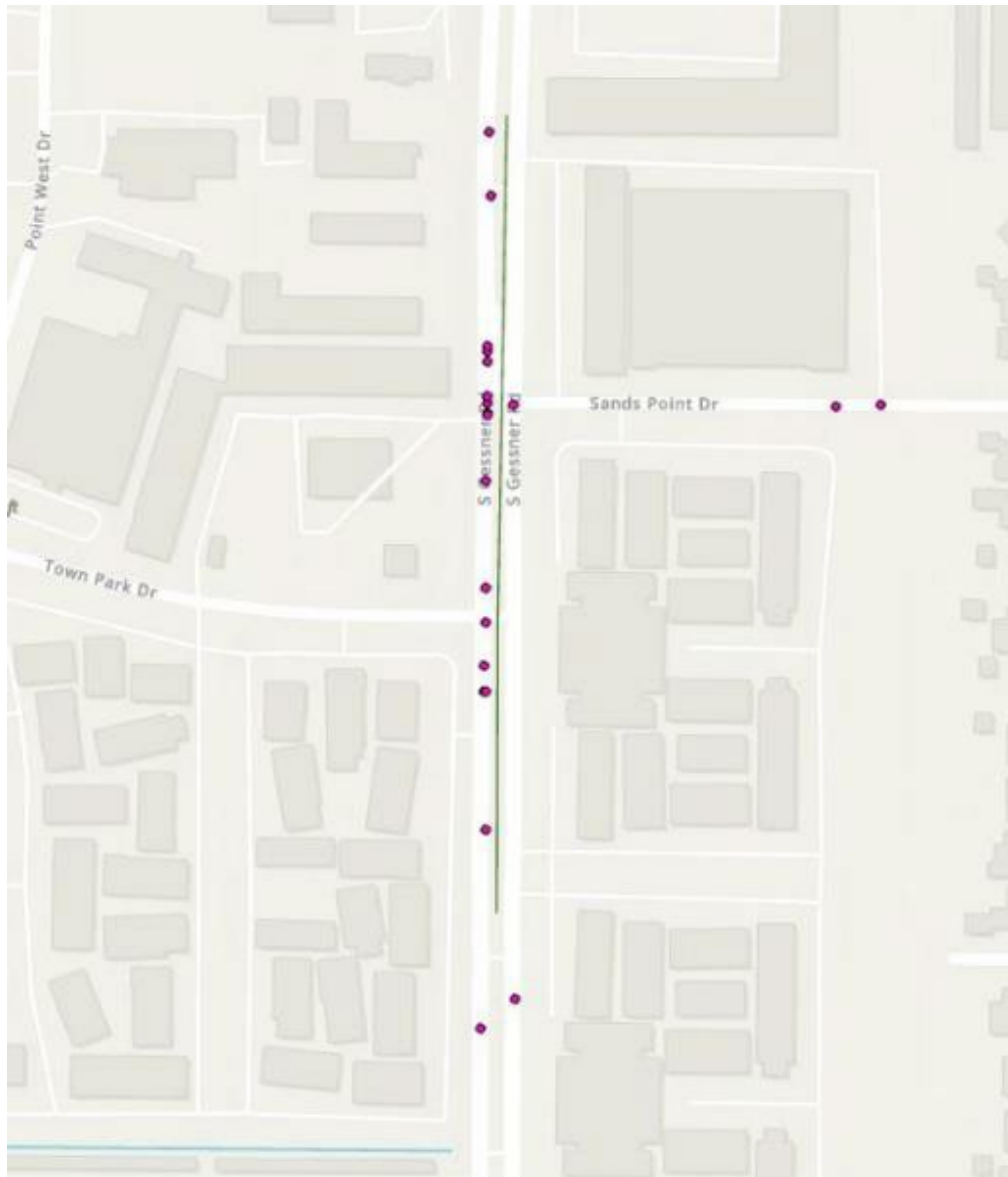 Point West Dr
Sands Point Dr
S Gessner Rd
S Gessner Rd
Town Park Dr